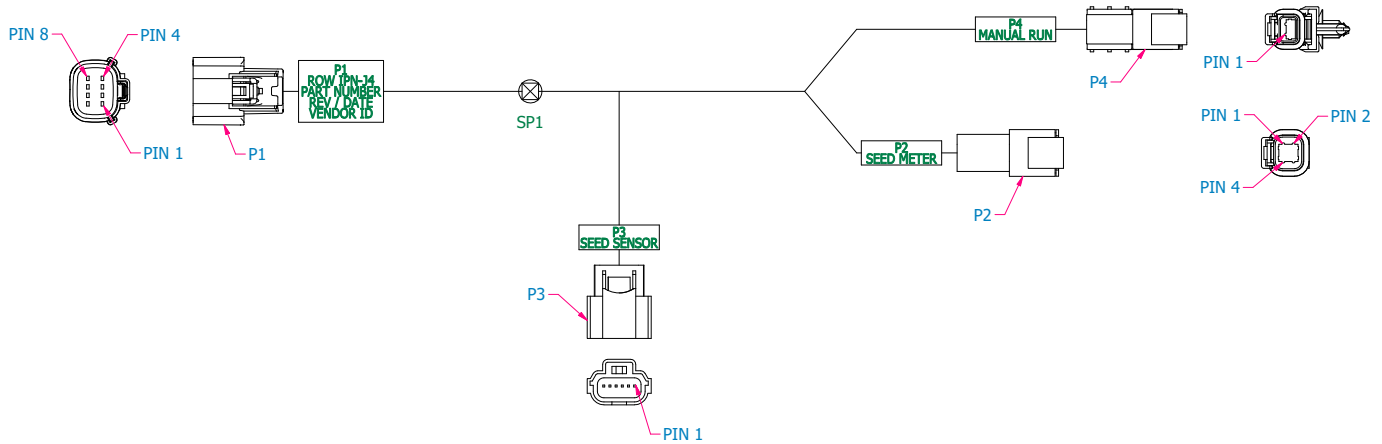 PIN 8
PIN 4
PIN 1
P1
P1
ROW IPN-J4
PART NUMBER
REV / DATE
VENDOR ID
SP1
P4
MANUAL RUN
P4
PIN 1
P2
SEED METER
P2
PIN 1
PIN 2
PIN 4
P3
SEED SENSOR
P3
PIN 1